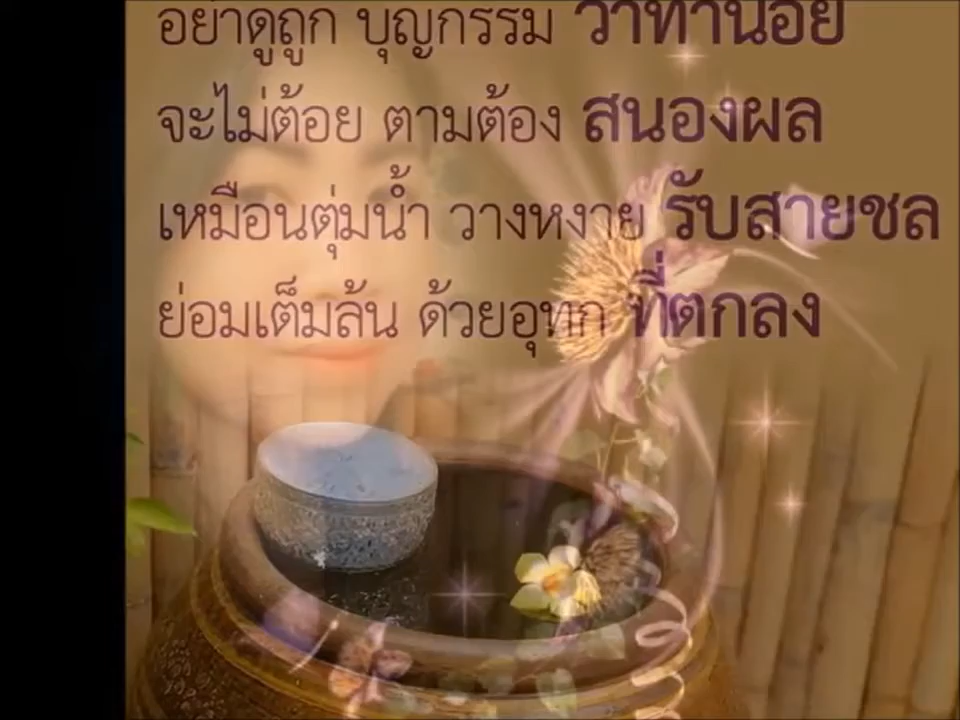 อย่าดูถูก บุญกรรม ว่าทำน้อย
จะไม่ต้อย ตามต้อง สนองผล
เหมือนตุ่มน้ำ วางหงาย รับสายชล
ย่อมเต็มล้น ด้วยอุทก ที่ตกลง